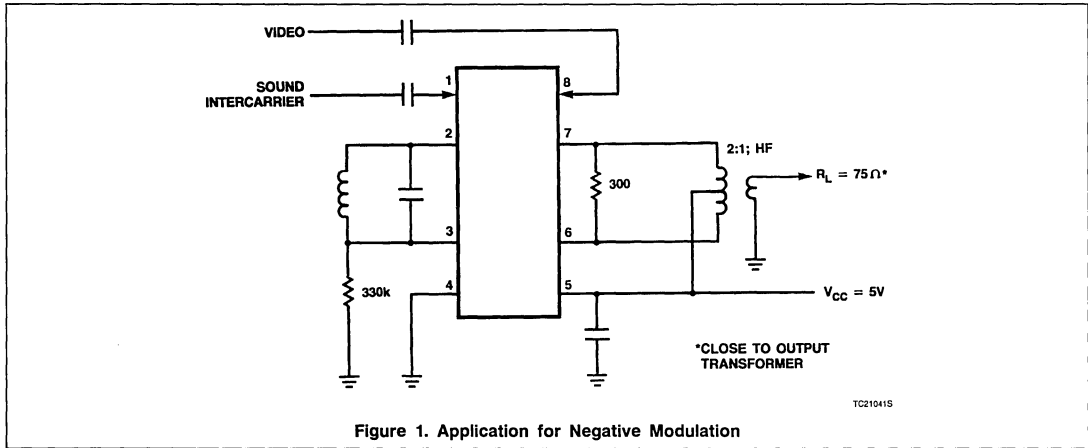 VIDEO
SOUND
INTERCARRIER
1
8
2
7
2:1; HF
R_L = 75Ω*
300
3
6
330k
4
5
V_CC = 5V
*CLOSE TO OUTPUT
TRANSFORMER
TC21041S
Figure 1. Application for Negative Modulation